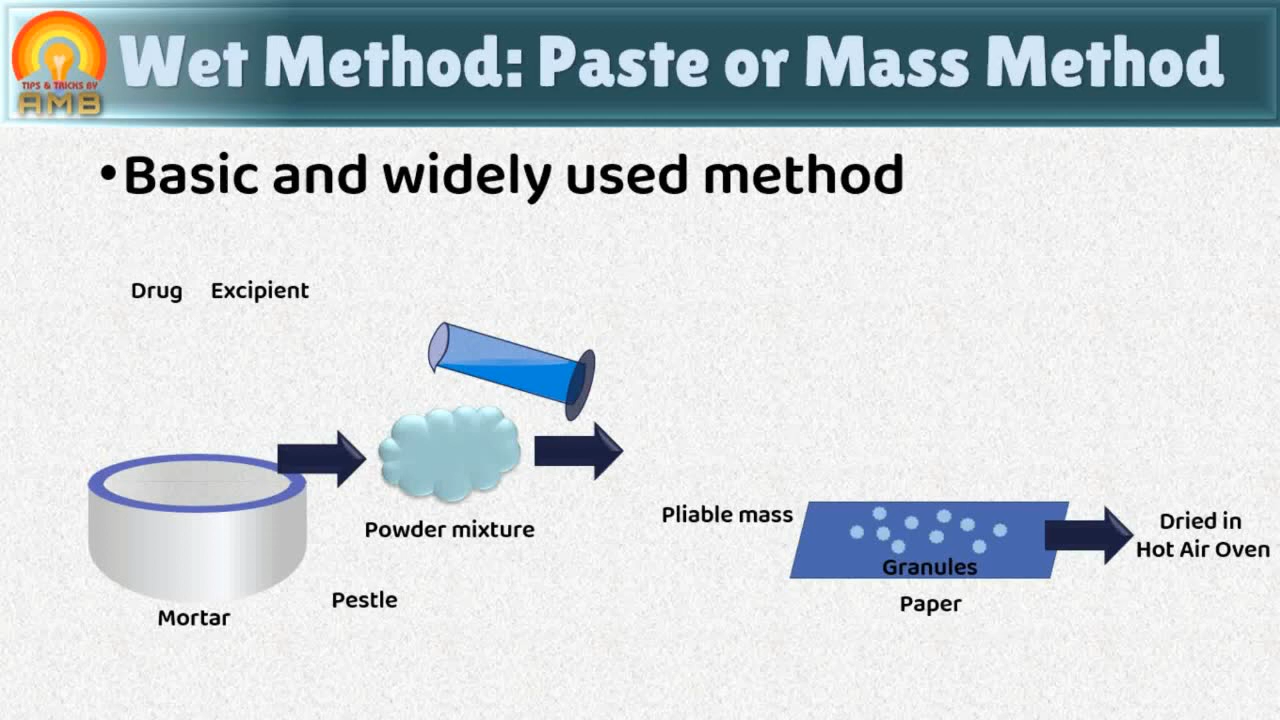 Wet Method: Paste or Mass Method
TIPS & TRICKS BY
AMB
•Basic and widely used method
Drug Excipient
Powder mixture
Pliable mass
Dried in
Hot Air Oven
Granules
Paper
Pestle
Mortar